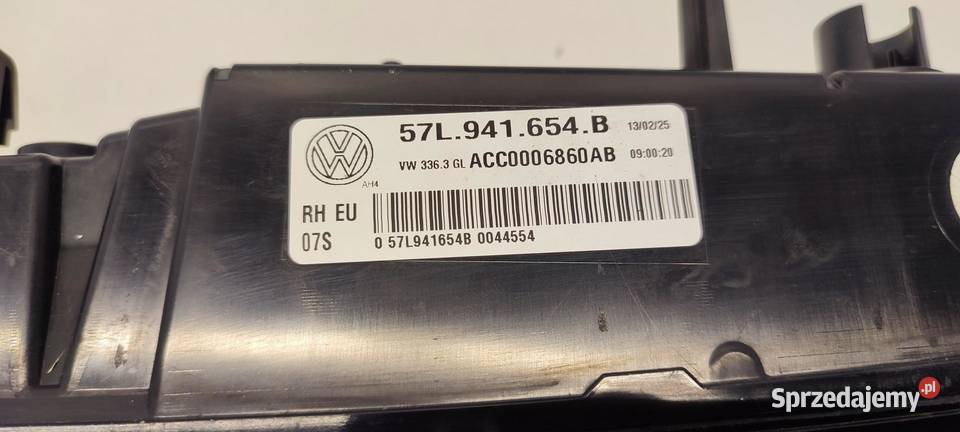 57L.941.654.B 13/02/25
VW 336.3 GL ACC0006860AB 09:00:20
AH4
RH EU
07S
0 57L941654B 0044554
Sprzedajemy.pl